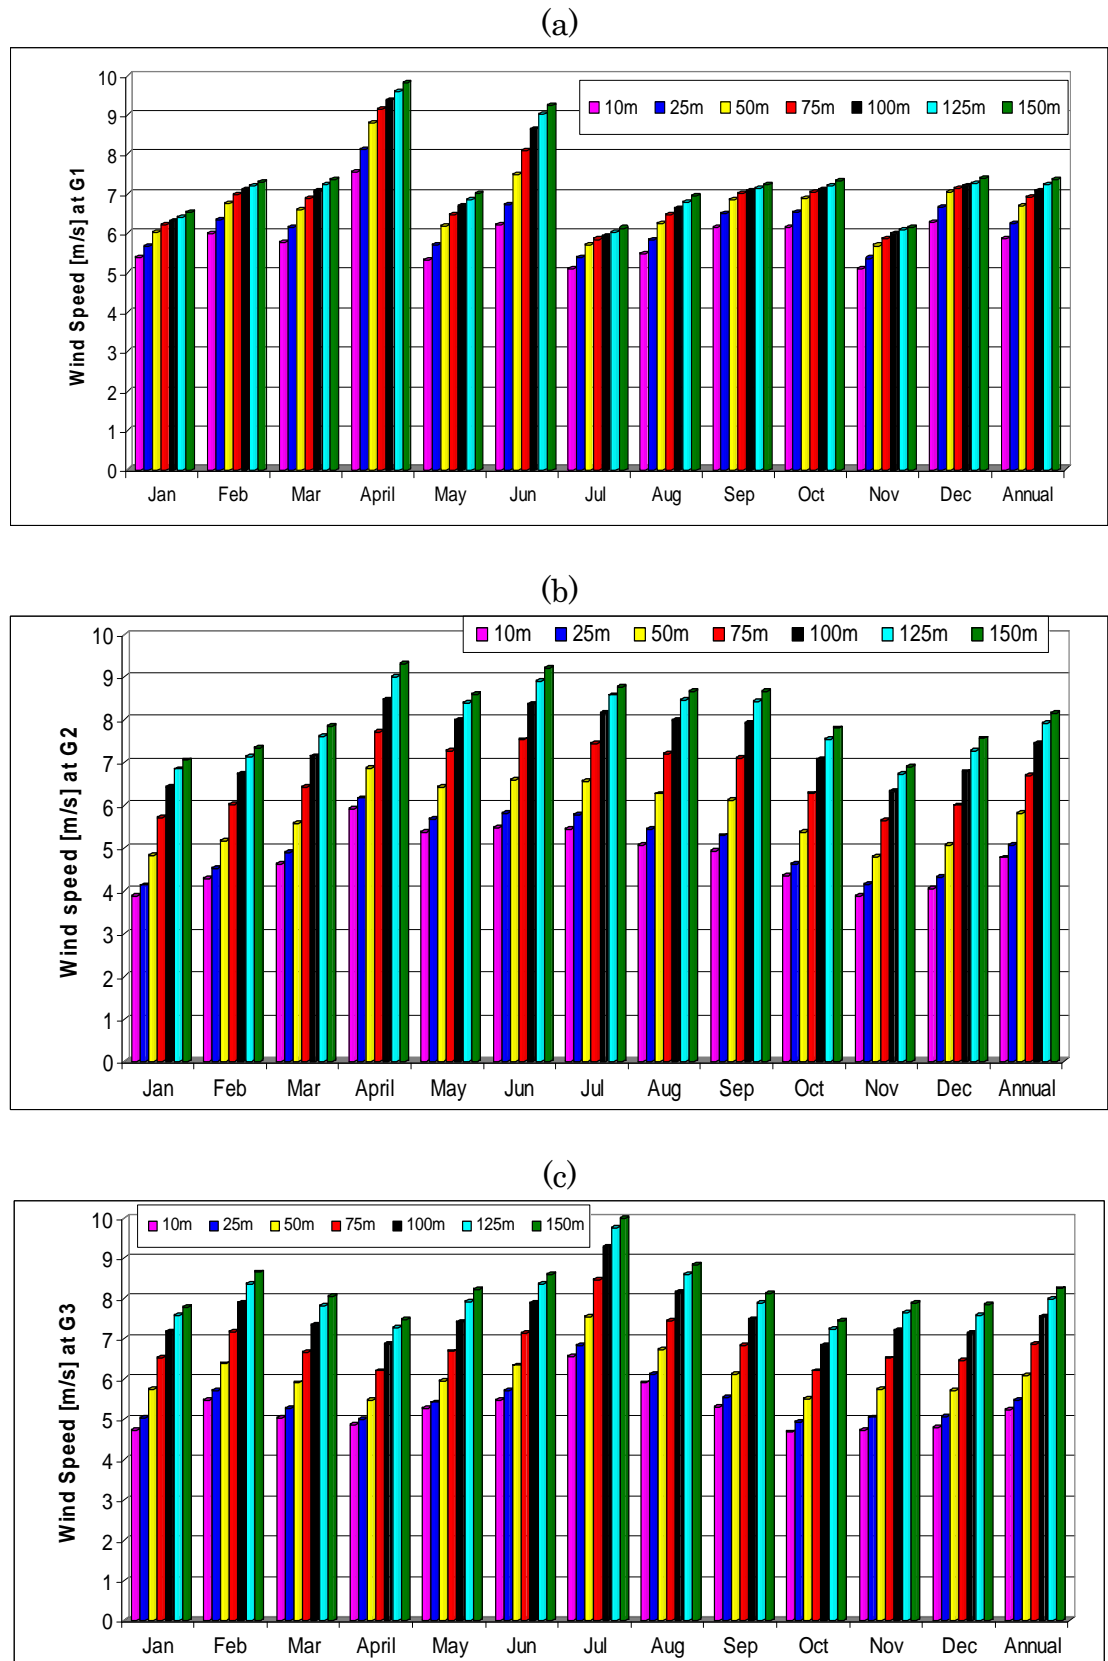 (a)
Wind Speed [m/s] at G1
10
9
8
7
6
5
4
3
2
1
0
10m 25m 50m 75m 100m 125m 150m
Jan Feb Mar April May Jun Jul Aug Sep Oct Nov Dec Annual
(b)
Wind speed [m/s] at G2
10
9
8
7
6
5
4
3
2
1
0
10m 25m 50m 75m 100m 125m 150m
Jan Feb Mar April May Jun Jul Aug Sep Oct Nov Dec Annual
(c)
Wind Speed [m/s] at G3
10
9
8
7
6
5
4
3
2
1
0
10m 25m 50m 75m 100m 125m 150m
Jan Feb Mar April May Jun Jul Aug Sep Oct Nov Dec Annual